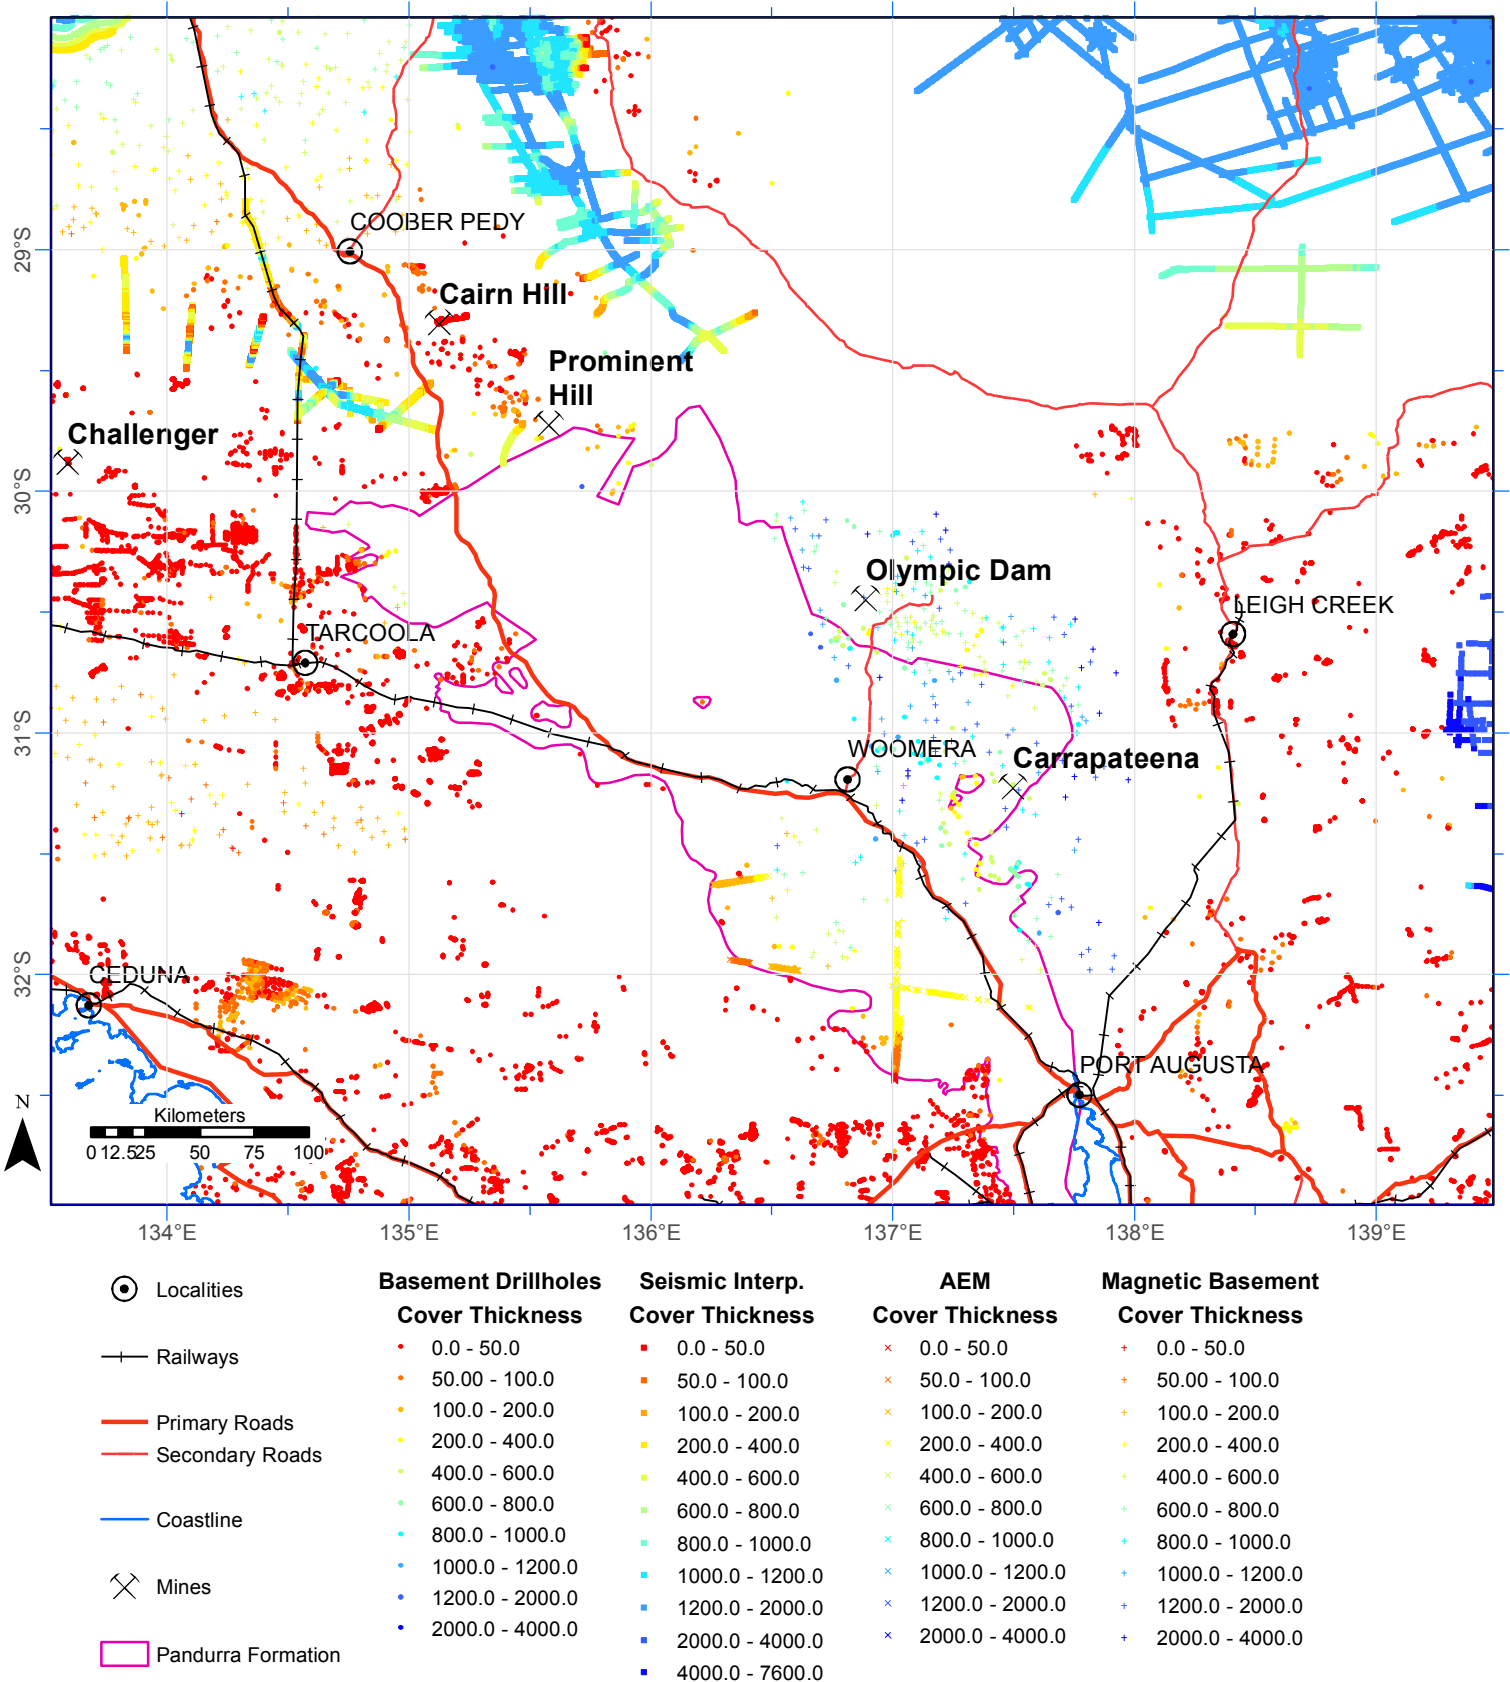 COOBER PEDY
29°S
Cairn Hill
Prominent
Hill
Challenger
30°S
Olympic Dam
LEIGH CREEK
TARCOOLA
31°S
WOOMERA
Carrapateena
32°S
CEDUNA
PORT AUGUSTA
N
Kilometers
0 12.525 50 75 100
134°E 135°E 136°E 137°E 138°E 139°E
Localities
Railways
Primary Roads
Secondary Roads
Coastline
Mines
Pandurra Formation
Basement Drillholes
Cover Thickness
0.0 - 50.0
50.00 - 100.0
100.0 - 200.0
200.0 - 400.0
400.0 - 600.0
600.0 - 800.0
800.0 - 1000.0
1000.0 - 1200.0
1200.0 - 2000.0
2000.0 - 4000.0
Seismic Interp.
Cover Thickness
0.0 - 50.0
50.0 - 100.0
100.0 - 200.0
200.0 - 400.0
400.0 - 600.0
600.0 - 800.0
800.0 - 1000.0
1000.0 - 1200.0
1200.0 - 2000.0
2000.0 - 4000.0
4000.0 - 7600.0
AEM
Cover Thickness
0.0 - 50.0
50.0 - 100.0
100.0 - 200.0
200.0 - 400.0
400.0 - 600.0
600.0 - 800.0
800.0 - 1000.0
1000.0 - 1200.0
1200.0 - 2000.0
2000.0 - 4000.0
Magnetic Basement
Cover Thickness
0.0 - 50.0
50.00 - 100.0
100.0 - 200.0
200.0 - 400.0
400.0 - 600.0
600.0 - 800.0
800.0 - 1000.0
1000.0 - 1200.0
1200.0 - 2000.0
2000.0 - 4000.0